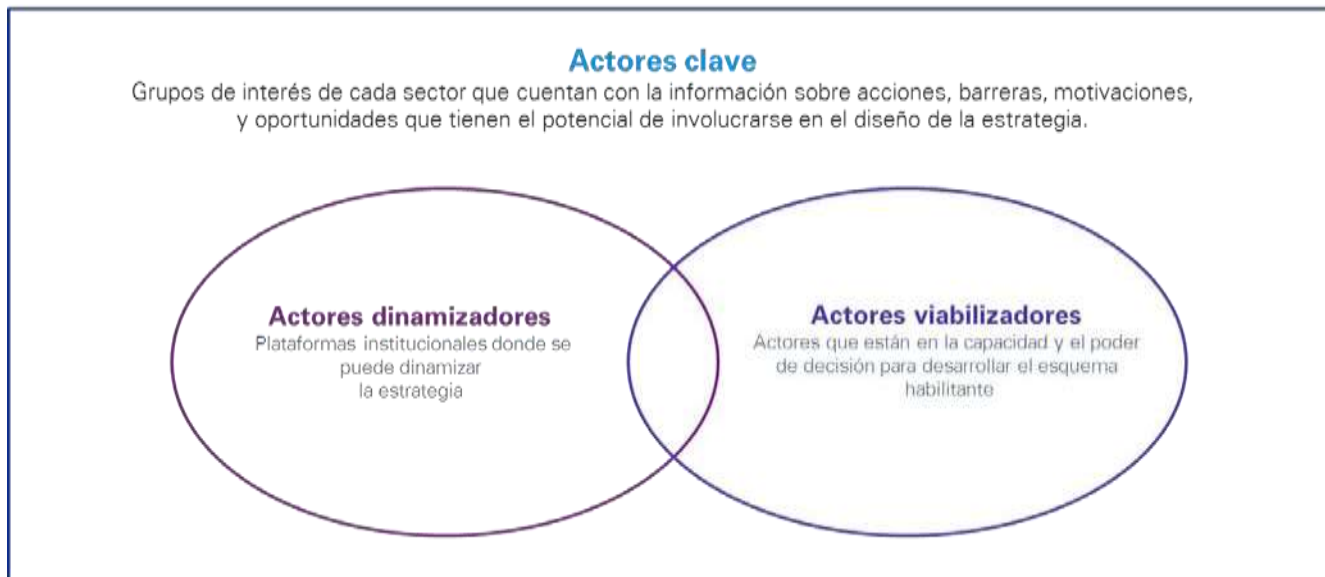 Actores clave
Grupos de interés de cada sector que cuentan con la información sobre acciones, barreras, motivaciones,
y oportunidades que tienen el potencial de involucrarse en el diseño de la estrategia.
Actores dinamizadores
Plataformas institucionales donde se
puede dinamizar
la estrategia
Actores viabilizadores
Actores que están en la capacidad y el poder
de decisión para desarrollar el esquema
habilitante